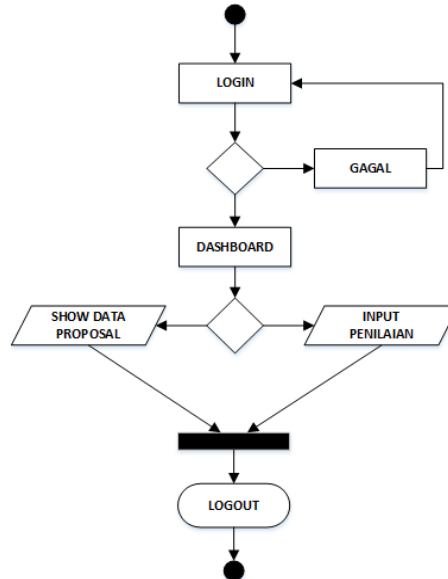 LOGIN
GAGAL
DASHBOARD
SHOW DATA
PROPOSAL
INPUT
PENILAIAN
LOGOUT